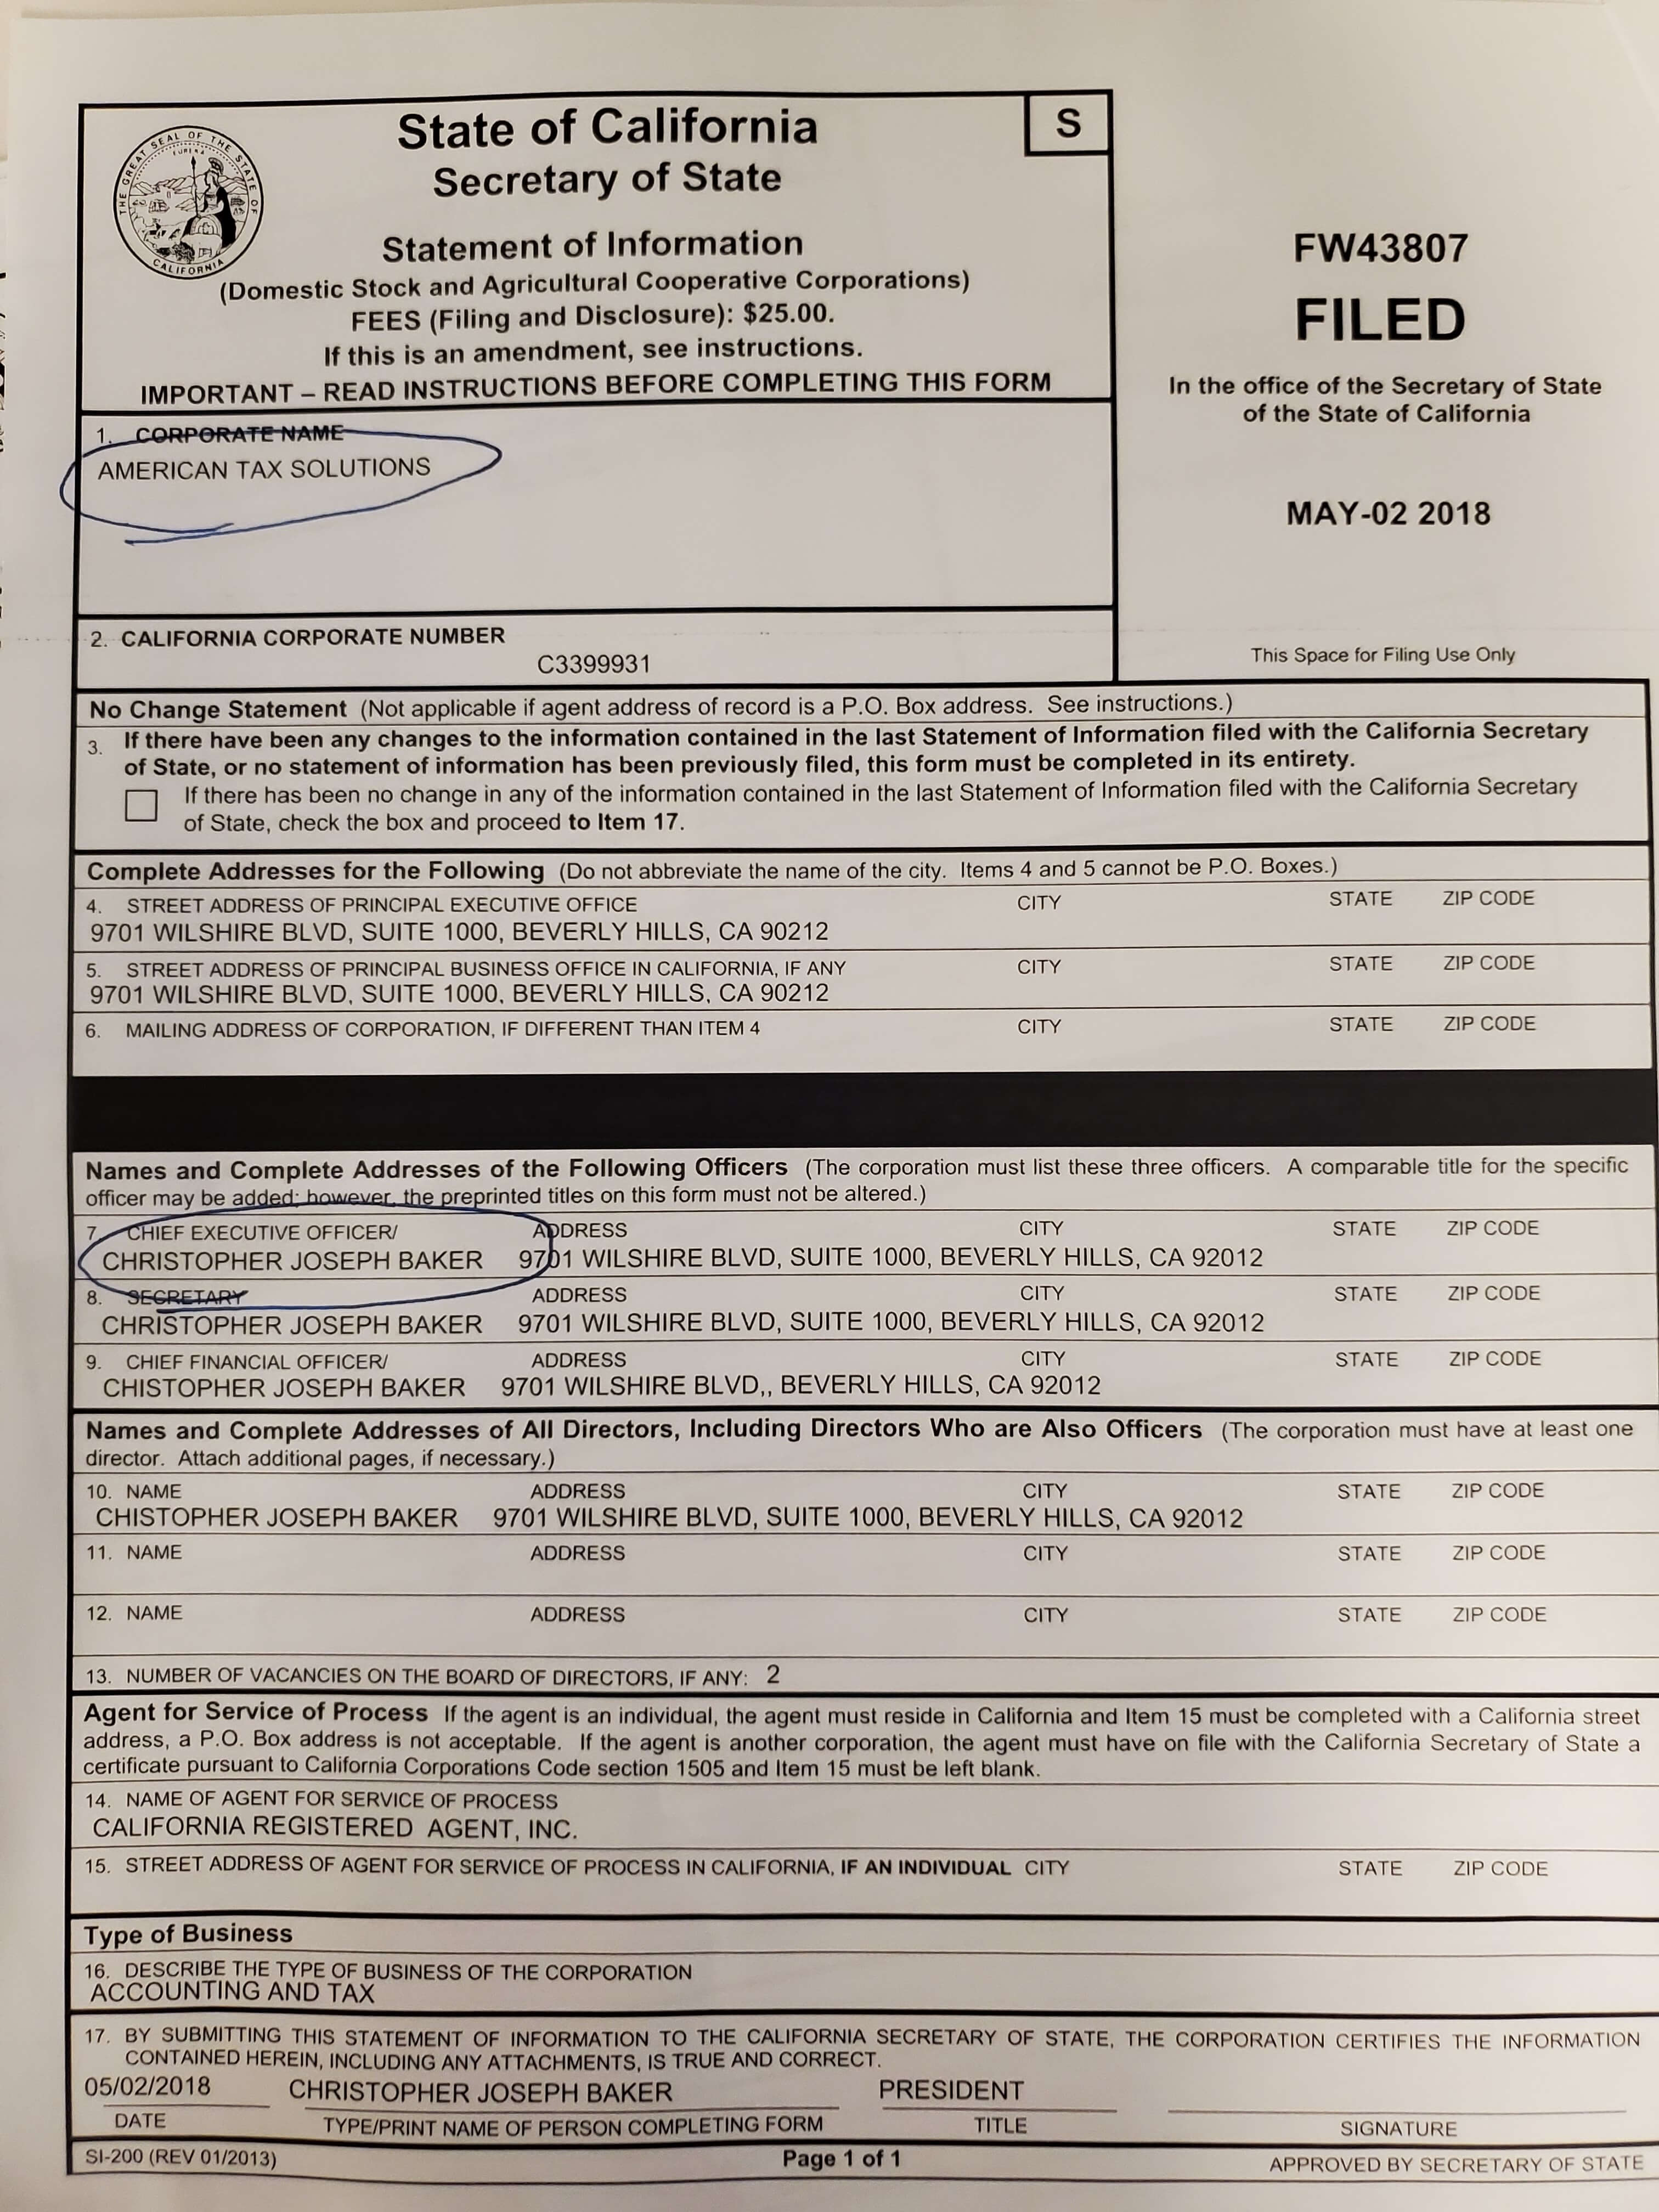 THE GREAT SEAL OF THE STATE OF CALIFORNIA
EUREKA
State of California
Secretary of State
S
Statement of Information
(Domestic Stock and Agricultural Cooperative Corporations)
FEES (Filing and Disclosure): $25.00.
If this is an amendment, see instructions.
IMPORTANT – READ INSTRUCTIONS BEFORE COMPLETING THIS FORM
FW43807
FILED
In the office of the Secretary of State
of the State of California
MAY-02 2018
This Space for Filing Use Only
1. CORPORATE NAME
AMERICAN TAX SOLUTIONS
2. CALIFORNIA CORPORATE NUMBER
C3399931
No Change Statement (Not applicable if agent address of record is a P.O. Box address. See instructions.)
3. If there have been any changes to the information contained in the last Statement of Information filed with the California Secretary
of State, or no statement of information has been previously filed, this form must be completed in its entirety.
If there has been no change in any of the information contained in the last Statement of Information filed with the California Secretary
of State, check the box and proceed to Item 17.
Complete Addresses for the Following (Do not abbreviate the name of the city. Items 4 and 5 cannot be P.O. Boxes.)
4. STREET ADDRESS OF PRINCIPAL EXECUTIVE OFFICE CITY STATE ZIP CODE
9701 WILSHIRE BLVD, SUITE 1000, BEVERLY HILLS, CA 90212
5. STREET ADDRESS OF PRINCIPAL BUSINESS OFFICE IN CALIFORNIA, IF ANY CITY STATE ZIP CODE
9701 WILSHIRE BLVD, SUITE 1000, BEVERLY HILLS, CA 90212
6. MAILING ADDRESS OF CORPORATION, IF DIFFERENT THAN ITEM 4 CITY STATE ZIP CODE
Names and Complete Addresses of the Following Officers (The corporation must list these three officers. A comparable title for the specific
officer may be added; however, the preprinted titles on this form must not be altered.)
7. CHIEF EXECUTIVE OFFICER/ ADDRESS CITY STATE ZIP CODE
CHRISTOPHER JOSEPH BAKER 9701 WILSHIRE BLVD, SUITE 1000, BEVERLY HILLS, CA 92012
8. SECRETARY ADDRESS CITY STATE ZIP CODE
CHRISTOPHER JOSEPH BAKER 9701 WILSHIRE BLVD, SUITE 1000, BEVERLY HILLS, CA 92012
9. CHIEF FINANCIAL OFFICER/ ADDRESS CITY STATE ZIP CODE
CHISTOPHER JOSEPH BAKER 9701 WILSHIRE BLVD,, BEVERLY HILLS, CA 92012
Names and Complete Addresses of All Directors, Including Directors Who are Also Officers (The corporation must have at least one
director. Attach additional pages, if necessary.)
10. NAME ADDRESS CITY STATE ZIP CODE
CHISTOPHER JOSEPH BAKER 9701 WILSHIRE BLVD, SUITE 1000, BEVERLY HILLS, CA 92012
11. NAME ADDRESS CITY STATE ZIP CODE
12. NAME ADDRESS CITY STATE ZIP CODE
13. NUMBER OF VACANCIES ON THE BOARD OF DIRECTORS, IF ANY: 2
Agent for Service of Process If the agent is an individual, the agent must reside in California and Item 15 must be completed with a California street
address, a P.O. Box address is not acceptable. If the agent is another corporation, the agent must have on file with the California Secretary of State a
certificate pursuant to California Corporations Code section 1505 and Item 15 must be left blank.
14. NAME OF AGENT FOR SERVICE OF PROCESS
CALIFORNIA REGISTERED AGENT, INC.
15. STREET ADDRESS OF AGENT FOR SERVICE OF PROCESS IN CALIFORNIA, IF AN INDIVIDUAL CITY STATE ZIP CODE
Type of Business
16. DESCRIBE THE TYPE OF BUSINESS OF THE CORPORATION
ACCOUNTING AND TAX
17. BY SUBMITTING THIS STATEMENT OF INFORMATION TO THE CALIFORNIA SECRETARY OF STATE, THE CORPORATION CERTIFIES THE INFORMATION
CONTAINED HEREIN, INCLUDING ANY ATTACHMENTS, IS TRUE AND CORRECT.
05/02/2018 CHRISTOPHER JOSEPH BAKER PRESIDENT
DATE TYPE/PRINT NAME OF PERSON COMPLETING FORM TITLE SIGNATURE
SI-200 (REV 01/2013) Page 1 of 1 APPROVED BY SECRETARY OF STATE